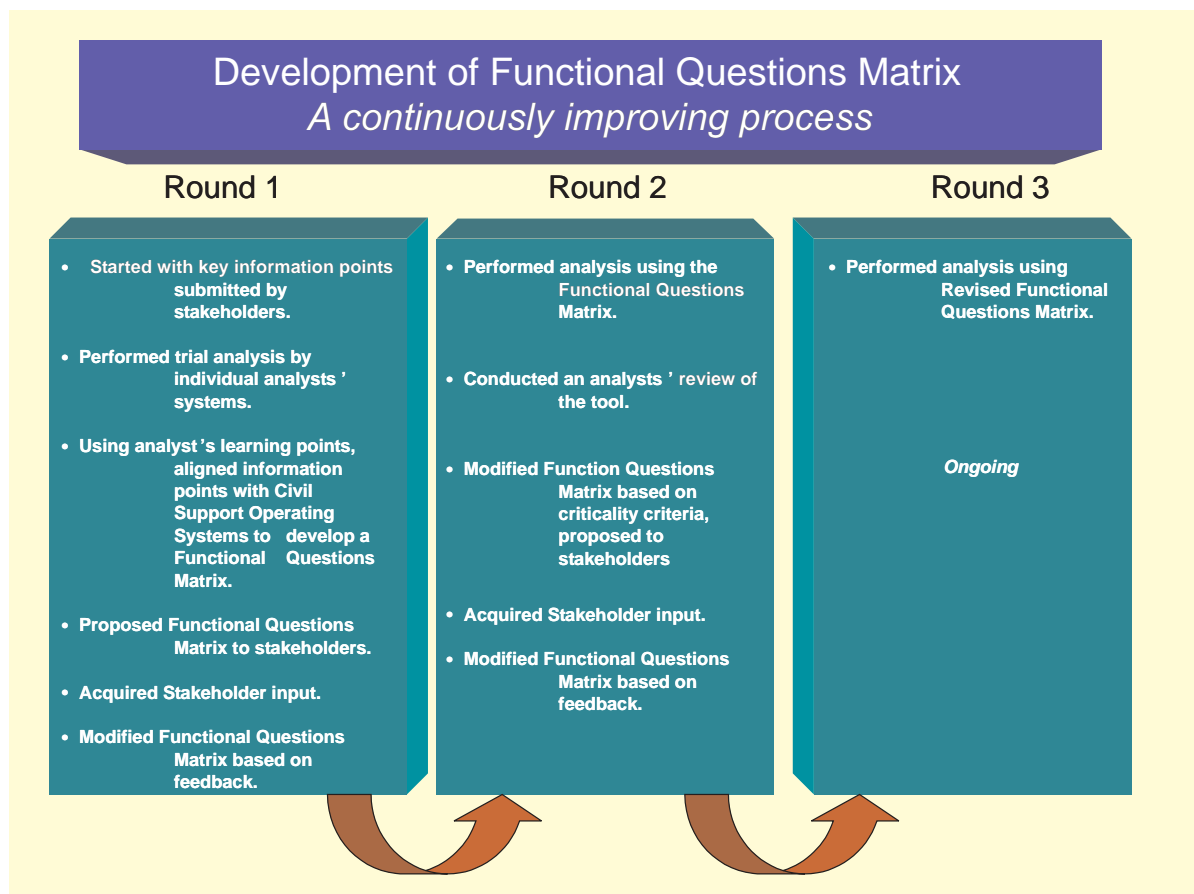 Development of Functional Questions Matrix
A continuously improving process
Round 1
• Started with key information points
submitted by
stakeholders.
• Performed trial analysis by
individual analysts ’
systems.
• Using analyst ’s learning points,
aligned information
points with Civil
Support Operating
Systems to develop a
Functional Questions
Matrix.
• Proposed Functional Questions
Matrix to stakeholders.
• Acquired Stakeholder input.
• Modified Functional Questions
Matrix based on
feedback.
Round 2
• Performed analysis using the
Functional Questions
Matrix.
• Conducted an analysts ’ review of
the tool.
• Modified Function Questions
Matrix based on
criticality criteria,
proposed to
stakeholders
• Acquired Stakeholder input.
• Modified Functional Questions
Matrix based on
feedback.
Round 3
• Performed analysis using
Revised Functional
Questions Matrix.
Ongoing